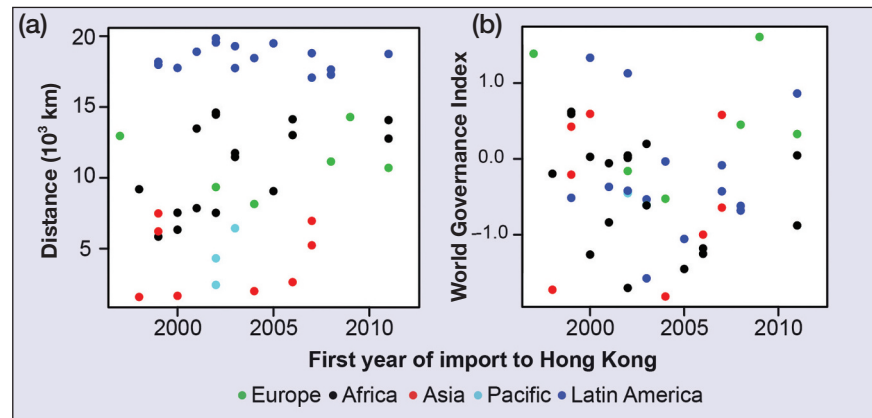 (a)
(b)
20
15
10
5
Distance (10³ km)
2000
2005
2010
1.0
0.0
−1.0
World Governance Index
2000
2005
2010
First year of import to Hong Kong
Europe Africa Asia Pacific Latin America